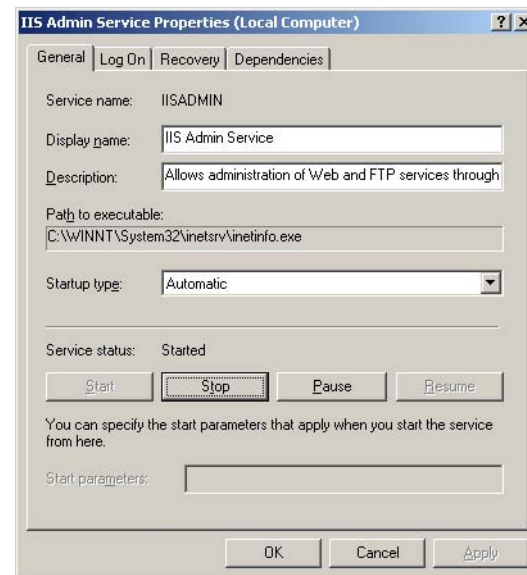 IIS Admin Service Properties (Local Computer)
General Log On Recovery Dependencies
Service name: IISADMIN
Display name: IIS Admin Service
Description: Allows administration of Web and FTP services through
Path to executable:
C:\WINNT\System32\inetsrv\inetinfo.exe
Startup type: Automatic
Service status: Started
Start Stop Pause Resume
You can specify the start parameters that apply when you start the service
from here.
Start parameters:
OK Cancel Apply